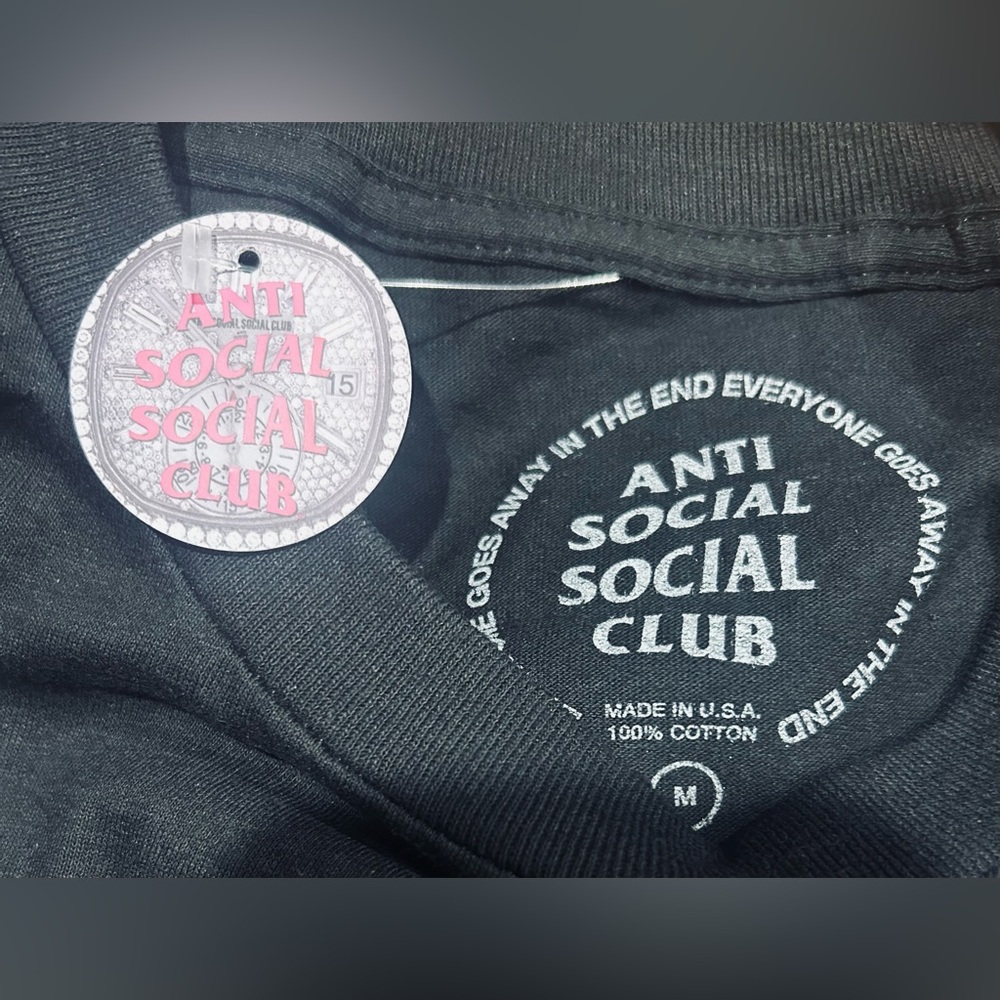 ANTI
SOCIAL
SOCIAL
CLUB
SOCIAL SOCIAL CLUB
15
GOES AWAY IN THE END EVERYONE GOES AWAY IN THE END
ANTI
SOCIAL
SOCIAL
CLUB
MADE IN U.S.A.
100% COTTON
M